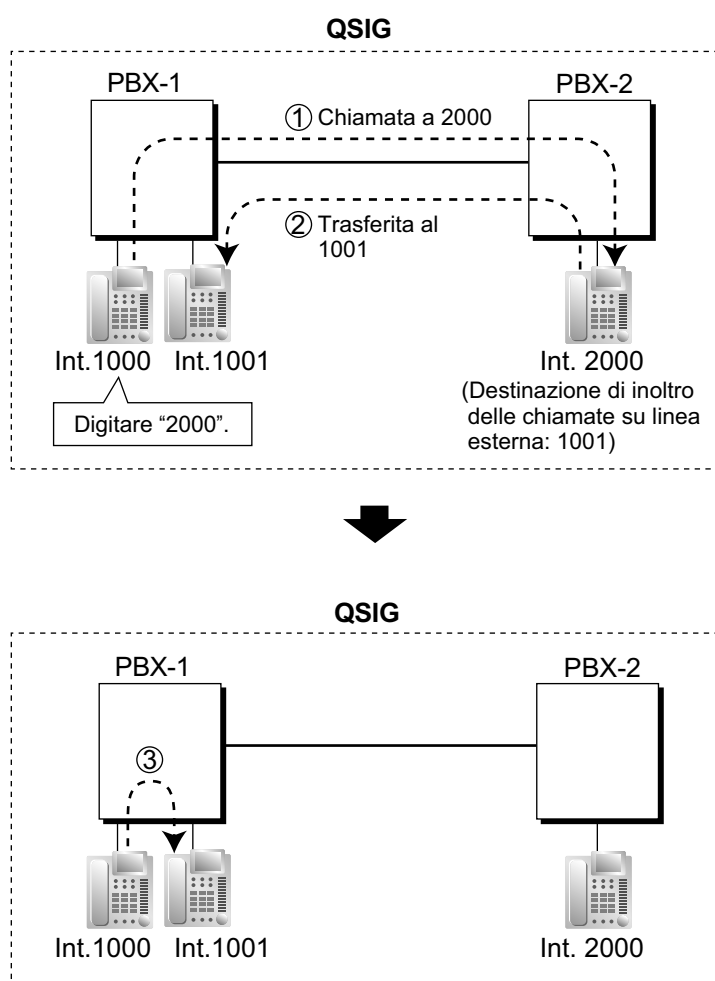 QSIG
PBX-1
PBX-2
① Chiamata a 2000
② Trasferita al
1001
Int.1000
Int.1001
Int. 2000
Digitare “2000”.
(Destinazione di inoltro
delle chiamate su linea
esterna: 1001)
QSIG
PBX-1
PBX-2
③
Int.1000
Int.1001
Int. 2000